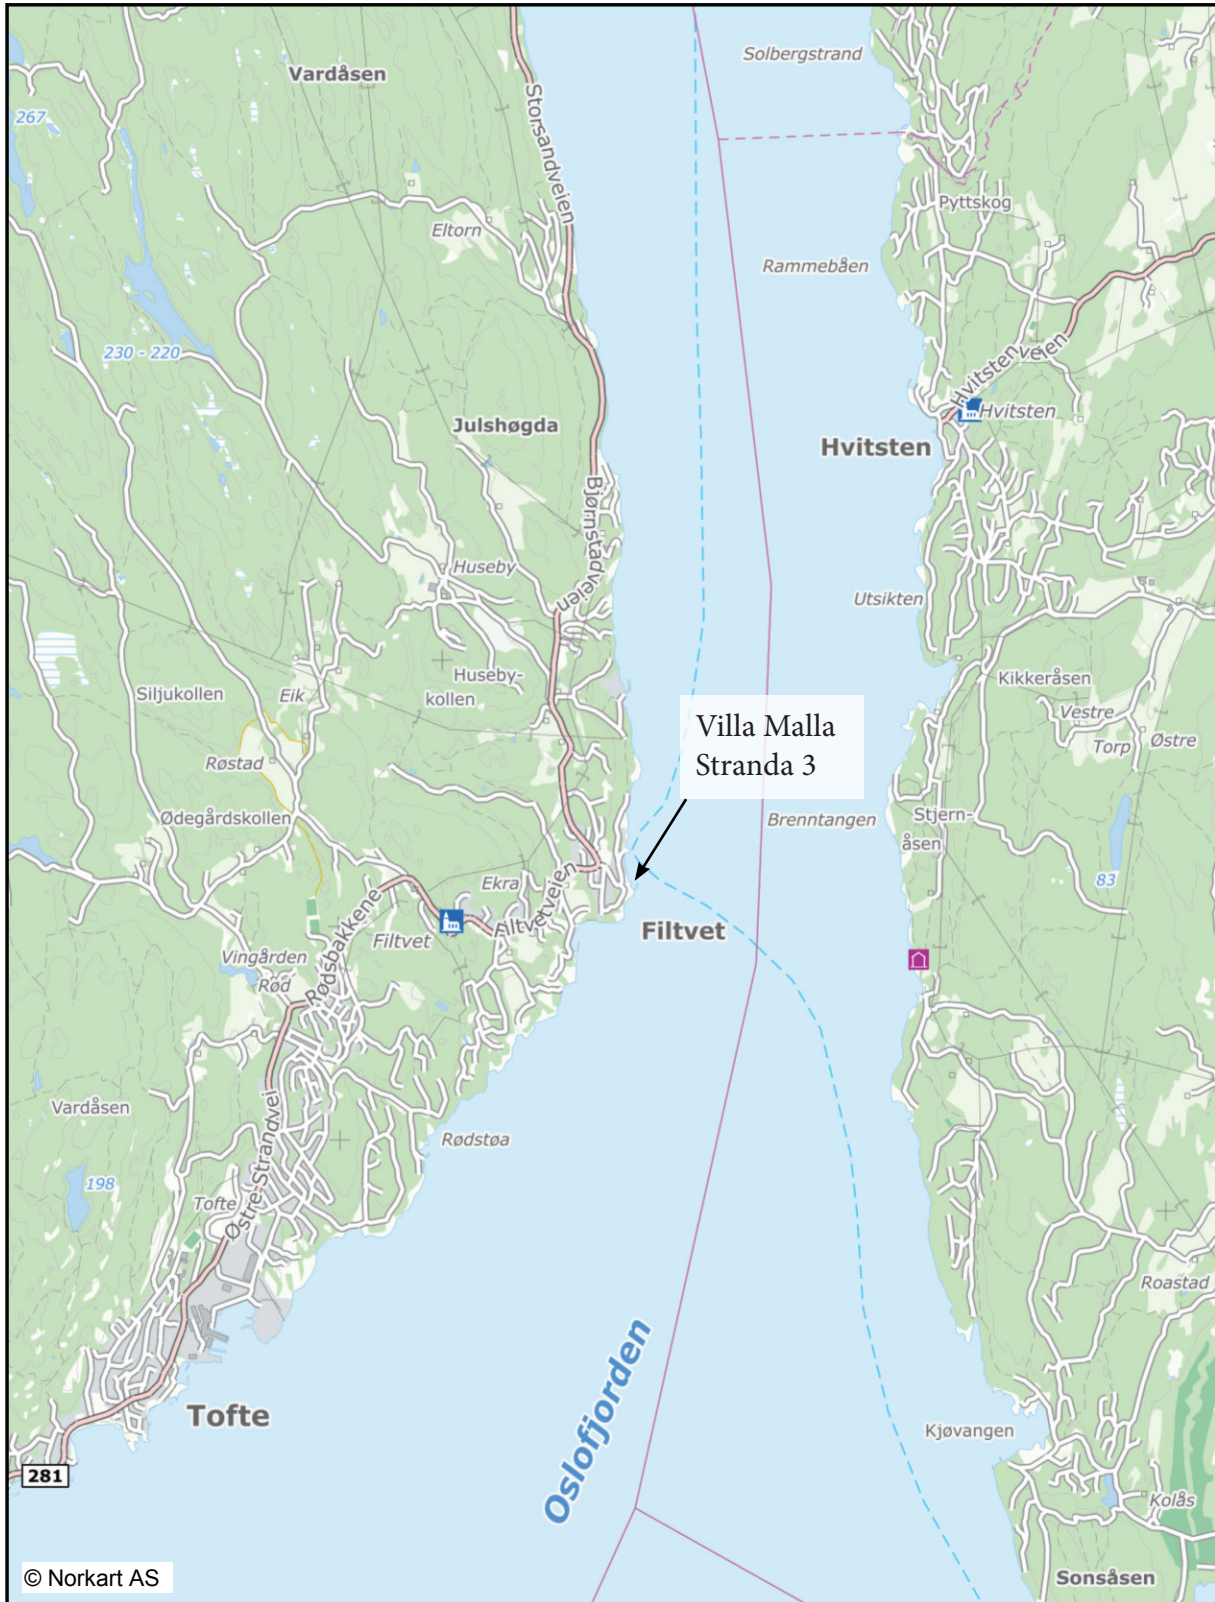 Solbergstrand
Vardåsen
Storsandveien
267
Pyttskog
Eltorn
Rammebåen
230 - 220
Hvitstenveien
Hvitsten
Julshøgda
Hvitsten
Bjørnstadveien
Huseby
Utsikten
Huseby-
kollen
Kikkeråsen
Siljukollen
Eik
Vestre
Villa Malla
Stranda 3
Torp
Østre
Røstad
Ødegårdskollen
Brenntangen
Stjern-
åsen
Ekra
83
Filtvetveien
Rødsbakkene
Filtvet
Filtvet
Vingården
Rød
Vardåsen
Rødstøa
198
Tofte
Østre Strandvei
Roastad
Oslofjorden
Tofte
Kjøvangen
281
Kolås
© Norkart AS
Sonsåsen